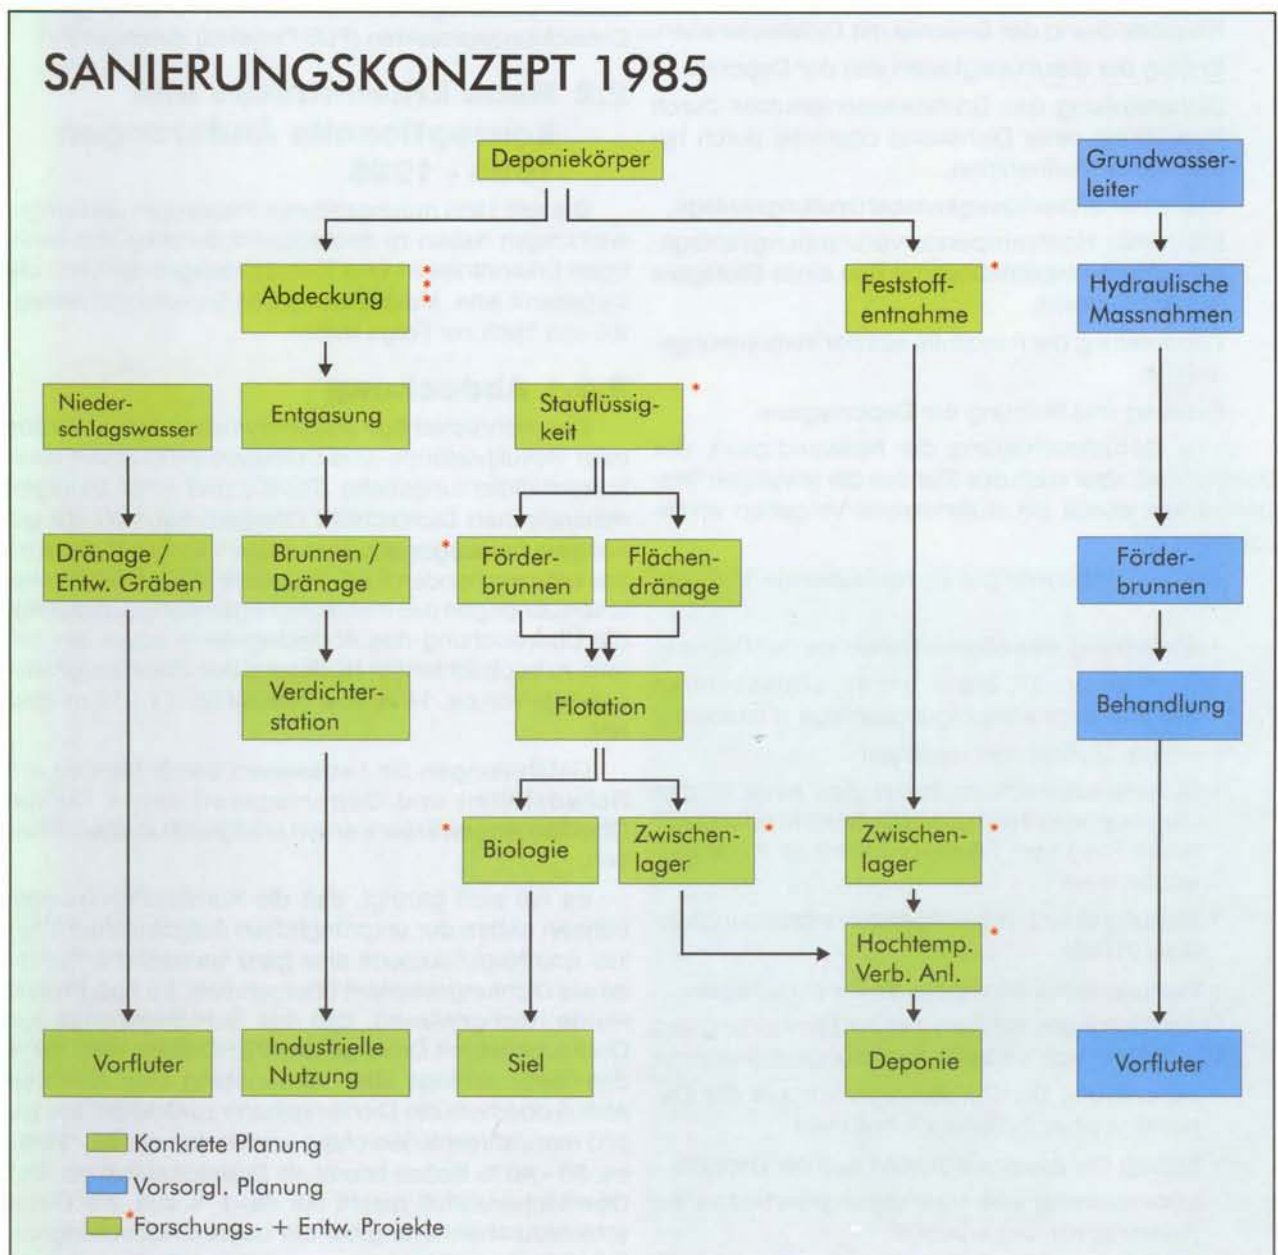 SANIERUNGSKONZEPT 1985
Deponiekörper
Grundwasser-
leiter
Abdeckung
Feststoff-
entnahme
Hydraulische
Massnahmen
Nieder-
schlagswasser
Entgasung
Stauflüssig-
keit
Dränage /
Entw. Gräben
Brunnen /
Dränage
Förder-
brunnen
Flächen-
dränage
Förder-
brunnen
Verdichter-
station
Flotation
Behandlung
Biologie
Zwischen-
lager
Zwischen-
lager
Hochtemp.
Verb. Anl.
Vorfluter
Industrielle
Nutzung
Siel
Deponie
Vorfluter
Konkrete Planung
Vorsorgl. Planung
Forschungs- + Entw. Projekte